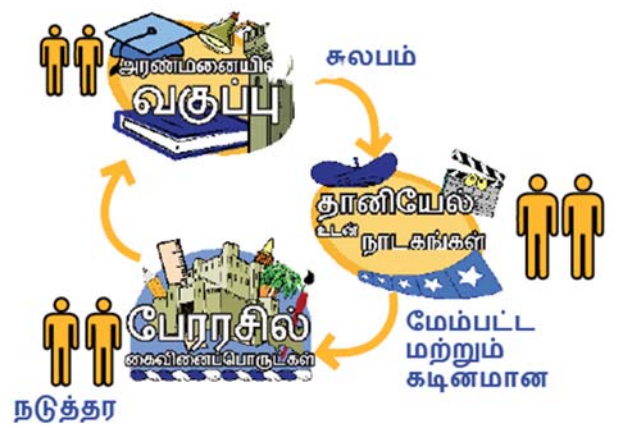 அரண்மனையில்
வகுப்பு
சுலபம்
தானியேல்
உடன் நாடகங்கள்
மேம்பட்ட
மற்றும்
கடினமான
பேரரசில்
கைவினைப்பொருட்கள்
நடுத்தர